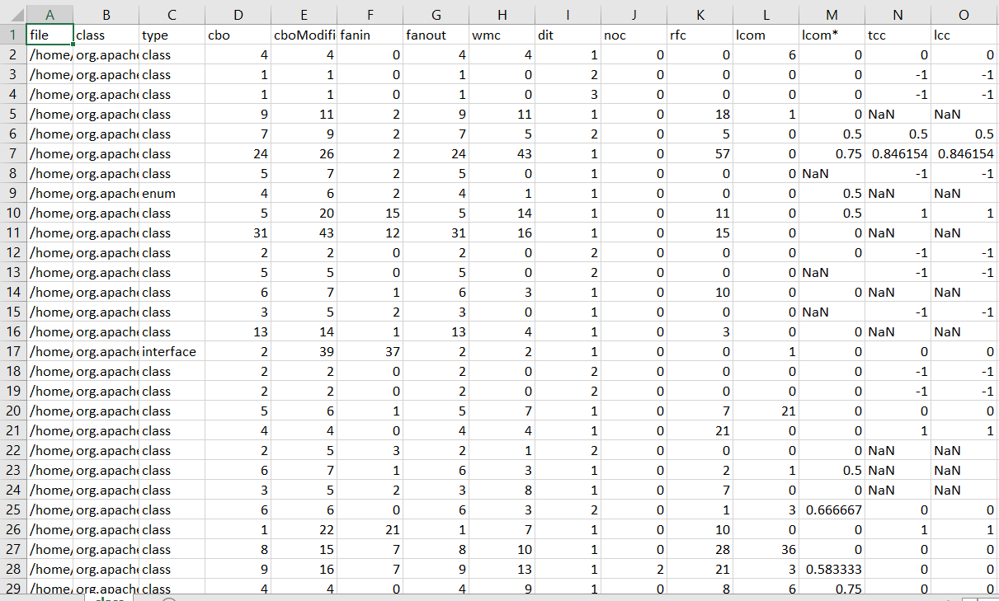 A B C D E F G H I J K L M N O
1 file class type cbo cboModifi fanin fanout wmc dit noc rfc lcom lcom* tcc lcc
2 /home/ org.apache class 4 4 0 4 4 1 0 0 6 0 0 0
3 /home/ org.apache class 1 1 0 1 0 2 0 0 0 0 -1 -1
4 /home/ org.apache class 1 1 0 1 0 3 0 0 0 0 -1 -1
5 /home/ org.apache class 9 11 2 9 11 1 0 18 1 0 NaN NaN
6 /home/ org.apache class 7 9 2 7 5 2 0 5 0 0.5 0.5 0.5
7 /home/ org.apache class 24 26 2 24 43 1 0 57 0 0.75 0.846154 0.846154
8 /home/ org.apache class 5 7 2 5 0 1 0 0 0 NaN -1 -1
9 /home/ org.apache enum 4 6 2 4 1 1 0 0 0 0.5 NaN NaN
10 /home/ org.apache class 5 20 15 5 14 1 0 11 0 0.5 1 1
11 /home/ org.apache class 31 43 12 31 16 1 0 15 0 0 NaN NaN
12 /home/ org.apache class 2 2 0 2 0 2 0 0 0 0 -1 -1
13 /home/ org.apache class 5 5 0 5 0 2 0 0 0 NaN -1 -1
14 /home/ org.apache class 6 7 1 6 3 1 0 10 0 0 NaN NaN
15 /home/ org.apache class 3 5 2 3 0 1 0 0 0 NaN -1 -1
16 /home/ org.apache class 13 14 1 13 4 1 0 3 0 0 NaN NaN
17 /home/ org.apache interface 2 39 37 2 2 1 0 0 1 0 0 0
18 /home/ org.apache class 2 2 0 2 0 2 0 0 0 0 -1 -1
19 /home/ org.apache class 2 2 0 2 0 2 0 0 0 0 -1 -1
20 /home/ org.apache class 5 6 1 5 7 1 0 7 21 0 0 0
21 /home/ org.apache class 4 4 0 4 4 1 0 21 0 0 1 1
22 /home/ org.apache class 2 5 3 2 1 2 0 0 0 0 NaN NaN
23 /home/ org.apache class 6 7 1 6 3 1 0 2 1 0.5 NaN NaN
24 /home/ org.apache class 3 5 2 3 8 1 0 7 0 0 NaN NaN
25 /home/ org.apache class 6 6 0 6 3 2 0 1 3 0.666667 0 0
26 /home/ org.apache class 1 22 21 1 7 1 0 10 0 0 1 1
27 /home/ org.apache class 8 15 7 8 10 1 0 28 36 0 0 0
28 /home/ org.apache class 9 16 7 9 13 1 2 21 3 0.583333 0 0
29 /home/ org.apache class 4 4 0 4 9 1 0 8 6 0.75 0 0
class